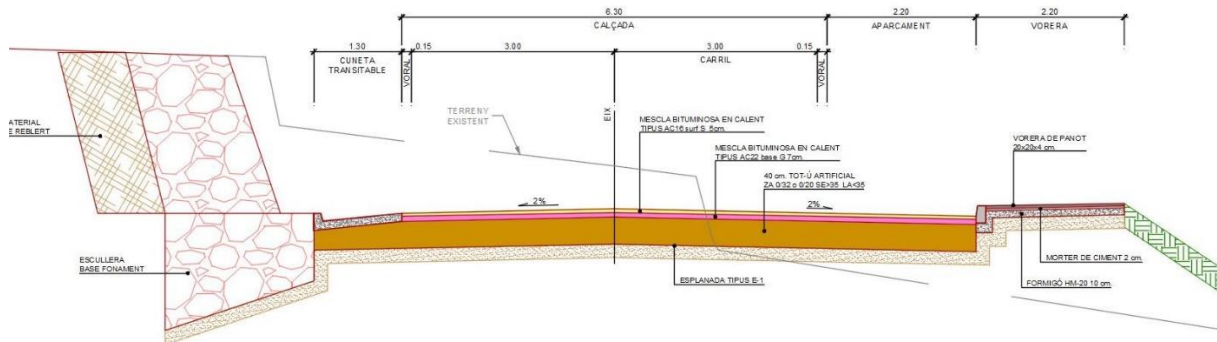 6.30
2.20
2.20
CALÇADA
APARCAMENT
VORERA
1.30
0.15
3.00
3.00
0.15
CUNETA
TRANSITABLE
VORAL
CARRIL
VORAL
EIX
TERRENY
EXISTENT
MESCLA BITUMINOSA EN CALENT
TIPUS AC16 surf S. 5cm.
MESCLA BITUMINOSA EN CALENT
TIPUS AC22 base G 7cm.
40 cm. TOT-Ú ARTIFICIAL
ZA 0/32 o 0/20 SE>35 LA<35
VORERA DE PANOT
20x20x4 cm.
ATERIAL
E REBLERT
2%
2%
ESCULLERA
BASE FONAMENT
ESPLANADA TIPUS E-1
MORTER DE CIMENT 2 cm.
FORMIGÓ HM-20 10 cm.